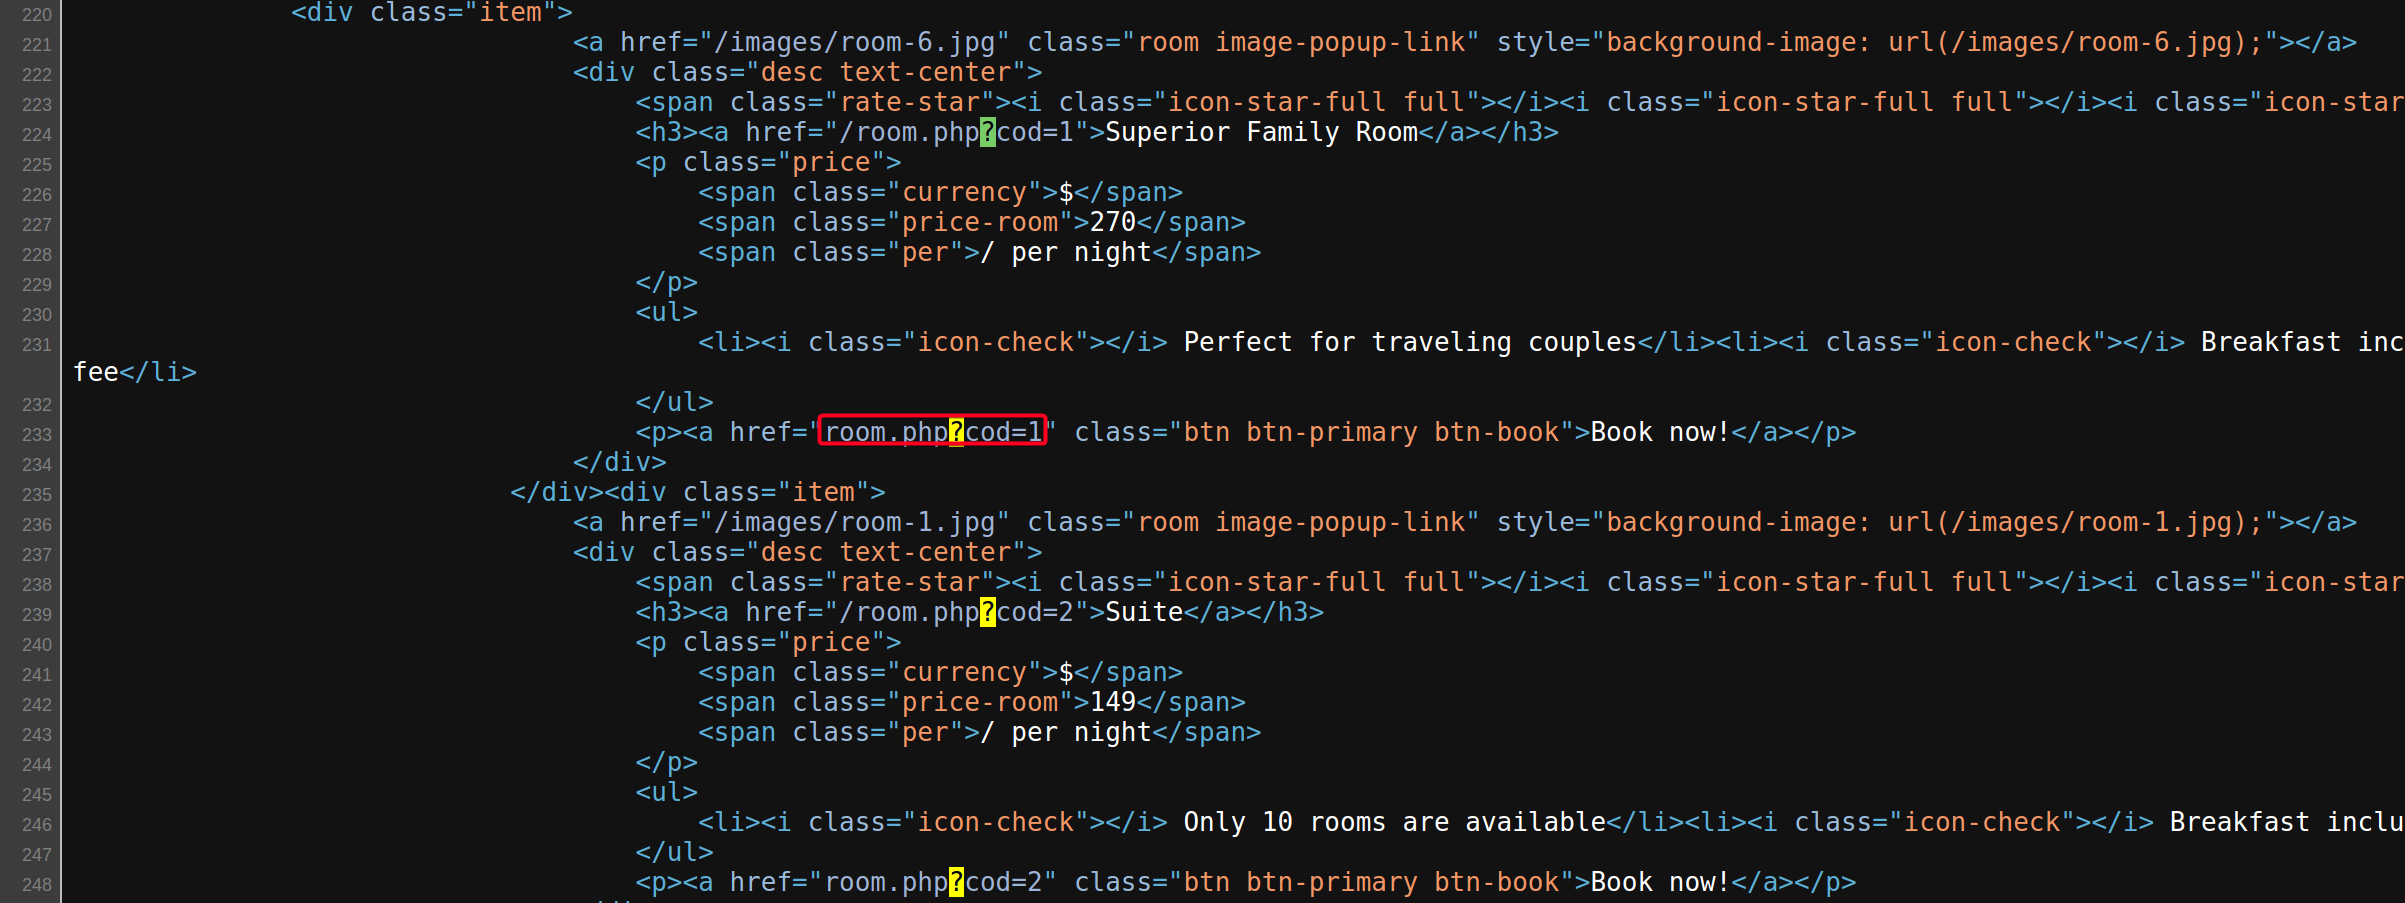 220 <div class="item">
221 <a href="/images/room-6.jpg" class="room image-popup-link" style="background-image: url(/images/room-6.jpg);"></a>
222 <div class="desc text-center">
223 <span class="rate-star"><i class="icon-star-full full"></i><i class="icon-star-full full"></i><i class="icon-star
224 <h3><a href="/room.php?cod=1">Superior Family Room</a></h3>
225 <p class="price">
226 <span class="currency">$</span>
227 <span class="price-room">270</span>
228 <span class="per">/ per night</span>
229 </p>
230 <ul>
231 <li><i class="icon-check"></i> Perfect for traveling couples</li><li><i class="icon-check"></i> Breakfast inc
fee</li>
232 </ul>
233 <p><a href="room.php?cod=1" class="btn btn-primary btn-book">Book now!</a></p>
234 </div>
235 </div><div class="item">
236 <a href="/images/room-1.jpg" class="room image-popup-link" style="background-image: url(/images/room-1.jpg);"></a>
237 <div class="desc text-center">
238 <span class="rate-star"><i class="icon-star-full full"></i><i class="icon-star-full full"></i><i class="icon-star
239 <h3><a href="/room.php?cod=2">Suite</a></h3>
240 <p class="price">
241 <span class="currency">$</span>
242 <span class="price-room">149</span>
243 <span class="per">/ per night</span>
244 </p>
245 <ul>
246 <li><i class="icon-check"></i> Only 10 rooms are available</li><li><i class="icon-check"></i> Breakfast inclu
247 </ul>
248 <p><a href="room.php?cod=2" class="btn btn-primary btn-book">Book now!</a></p>